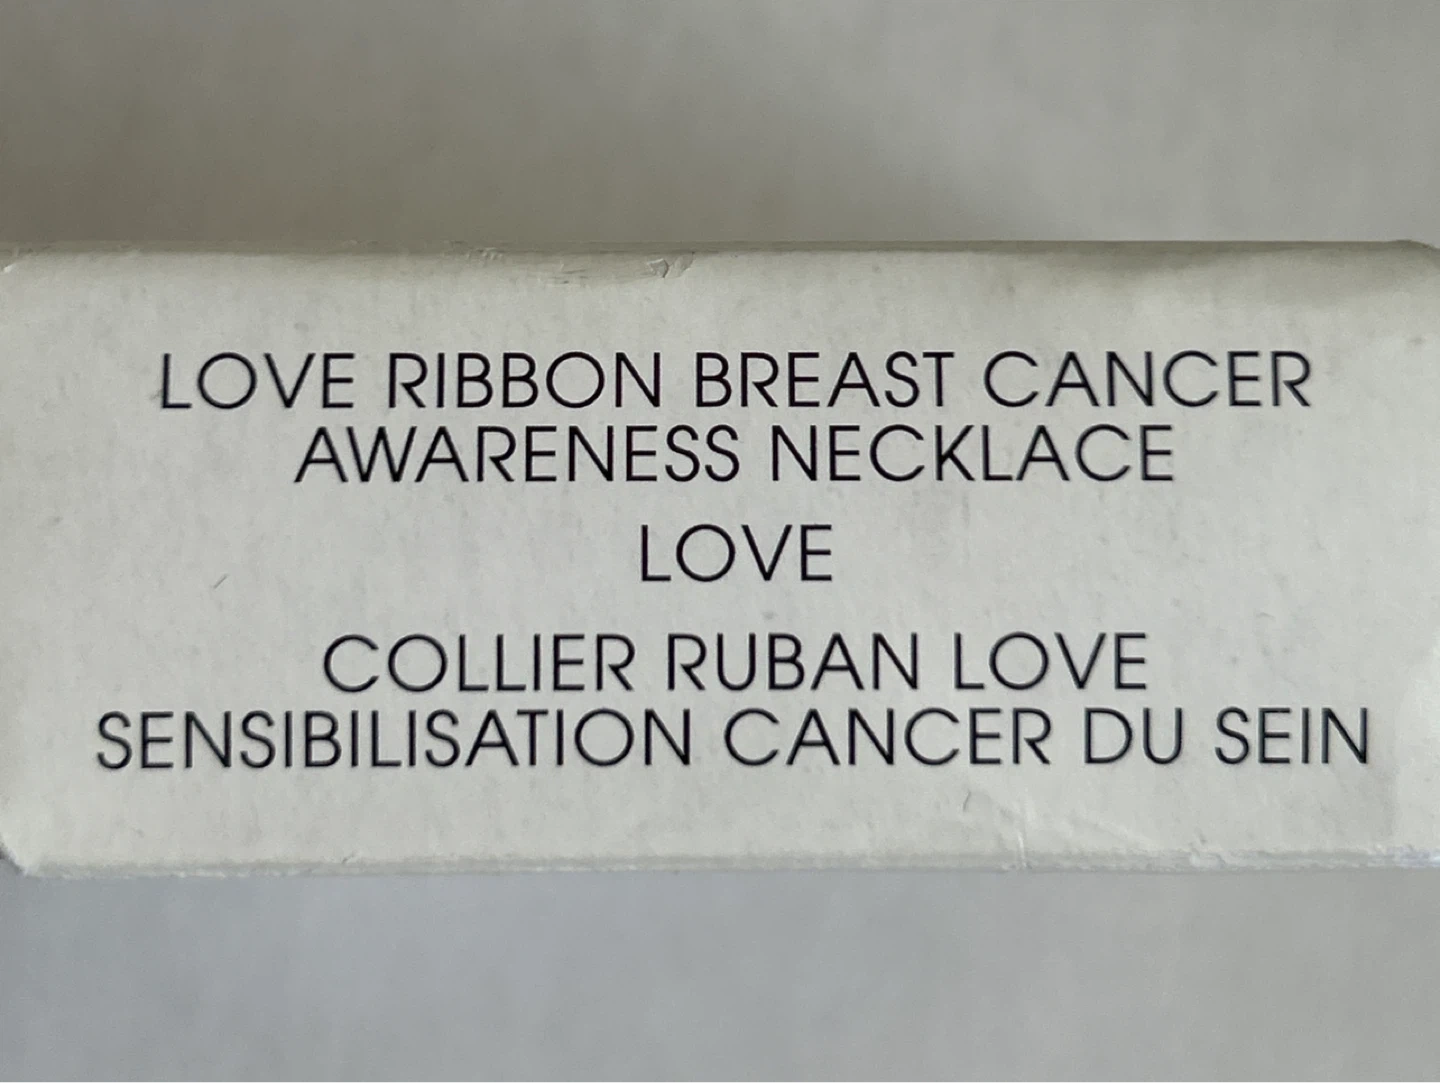 LOVE RIBBON BREAST CANCER
AWARENESS NECKLACE
LOVE
COLLIER RUBAN LOVE
SENSIBILISATION CANCER DU SEIN